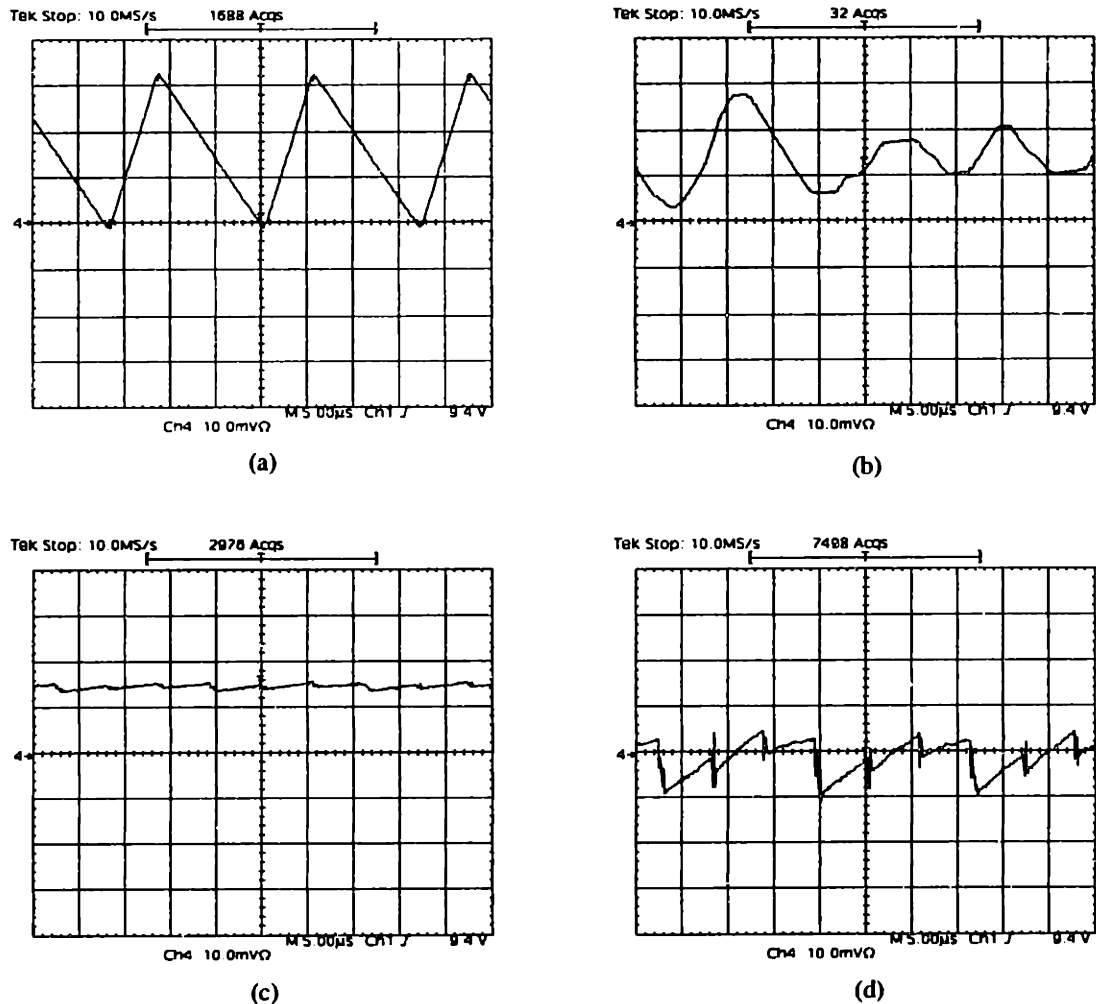 Tek Stop: 10.0MS/s 1688 Acqs
4→
M 5.00µs Ch1 ʃ 9.4 V
Ch4 10.0mVΩ
(a)
Tek Stop: 10.0MS/s 32 Acqs
4→
M 5.00µs Ch1 ʃ 9.4 V
Ch4 10.0mVΩ
(b)
Tek Stop: 10.0MS/s 2976 Acqs
4→
M 5.00µs Ch1 ʃ 9.4 V
Ch4 10.0mVΩ
(c)
Tek Stop: 10.0MS/s 7498 Acqs
4→
M 5.00µs Ch1 ʃ 9.4 V
Ch4 10.0mVΩ
(d)